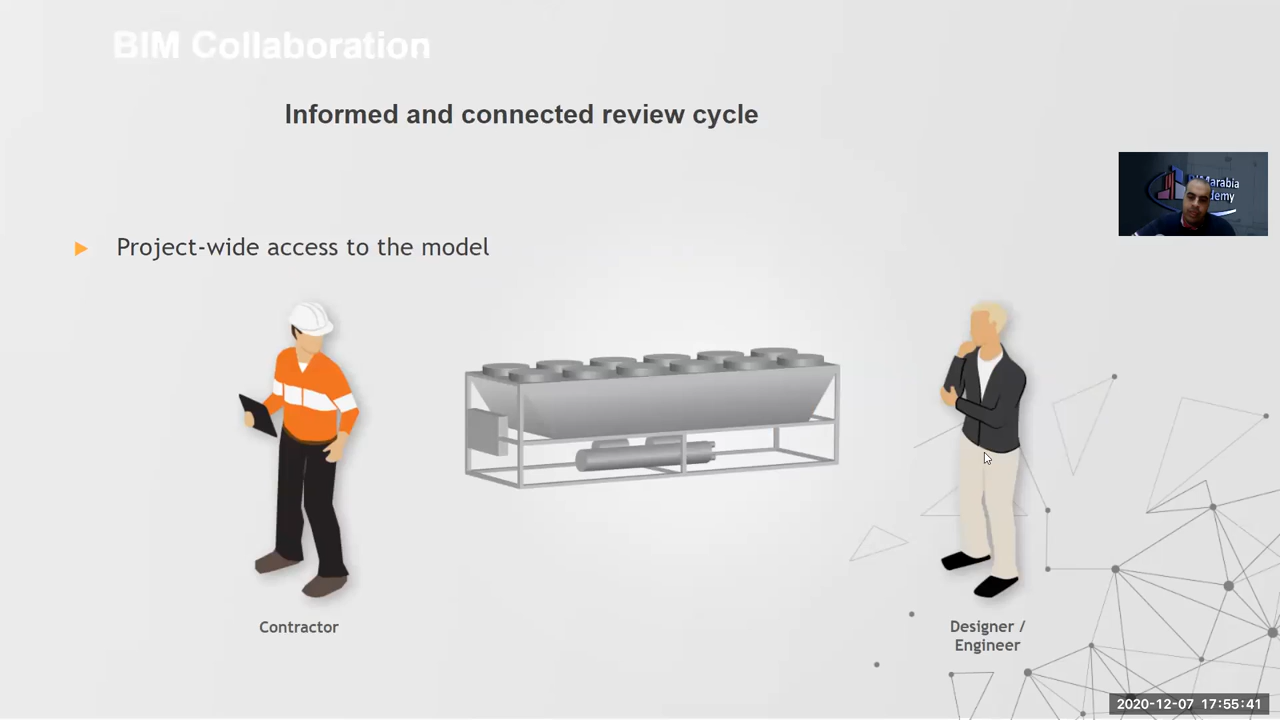 BIM Collaboration
Informed and connected review cycle
Project-wide access to the model
Contractor
Designer /
Engineer
2020-12-07 17:55:41